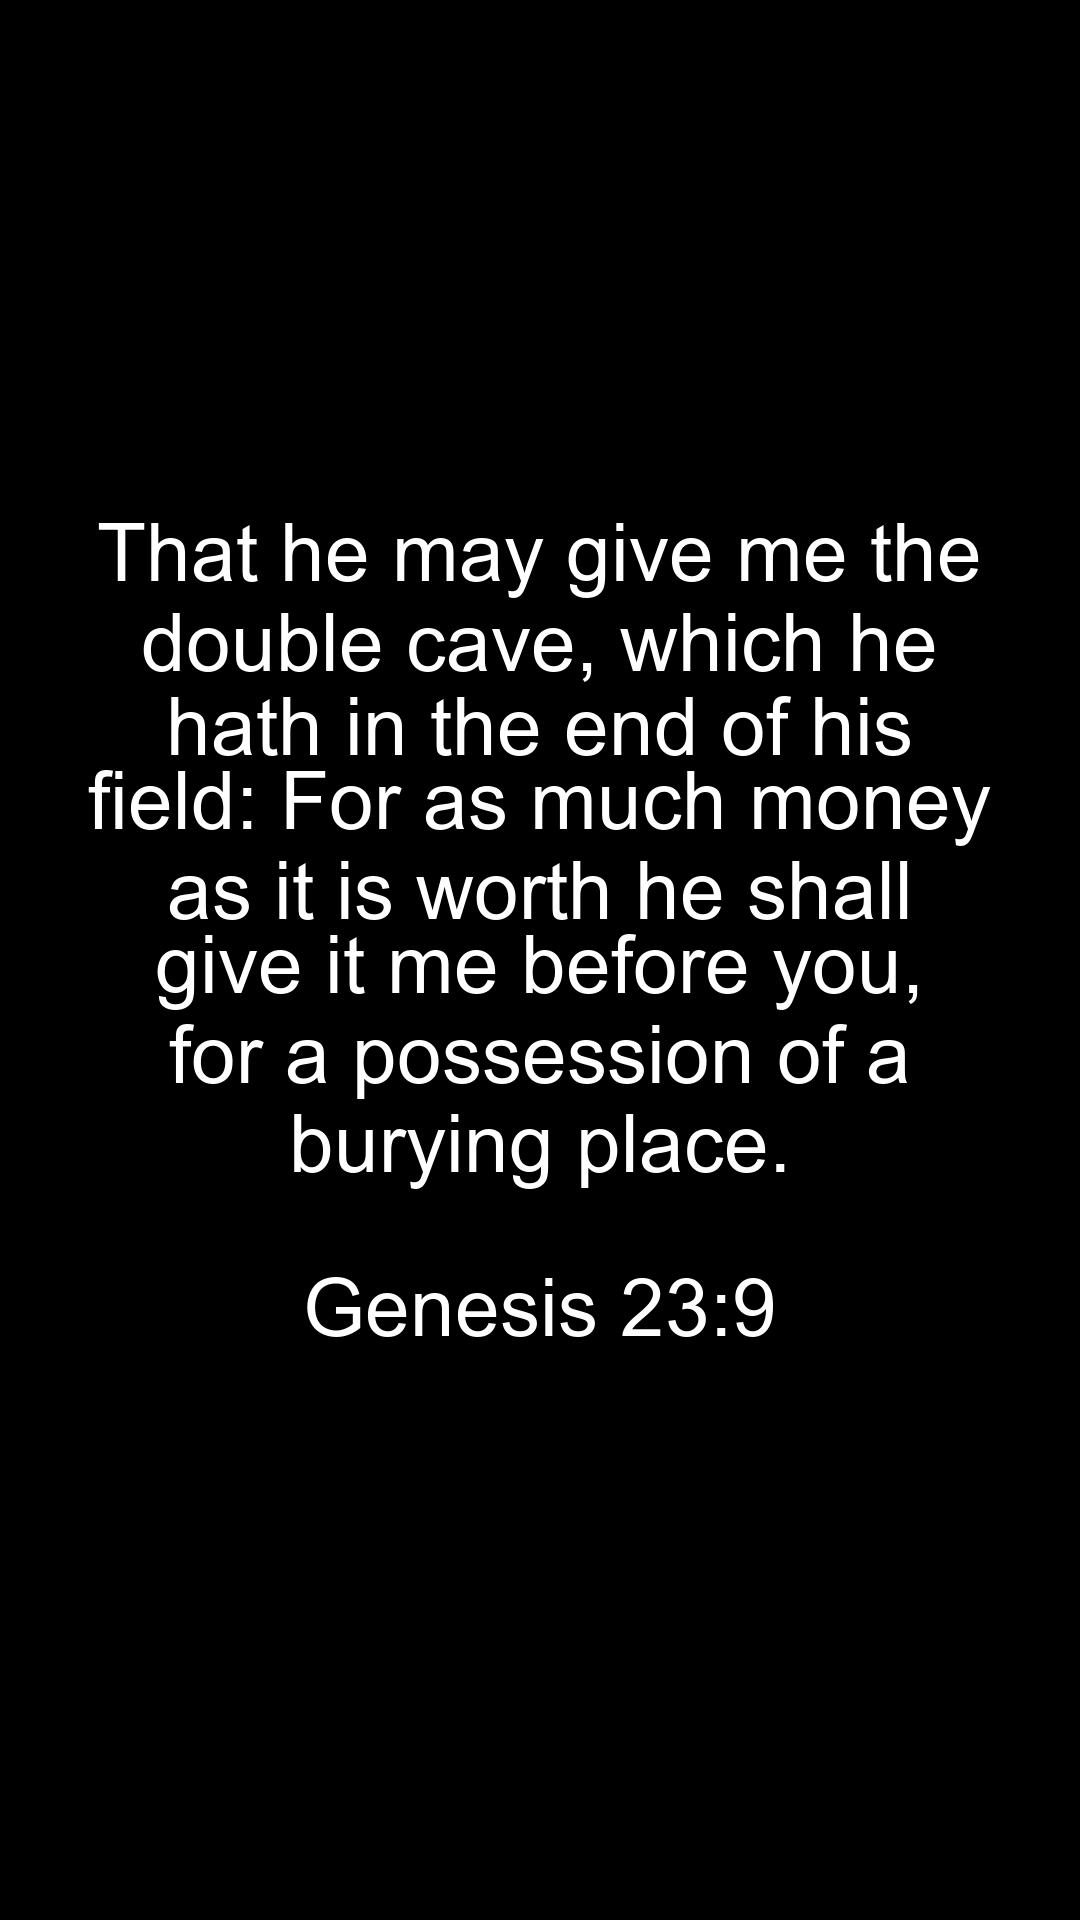 That he may give me the
double cave, which he
hath in the end of his
field: For as much money
as it is worth he shall
give it me before you,
for a possession of a
burying place.
Genesis 23:9